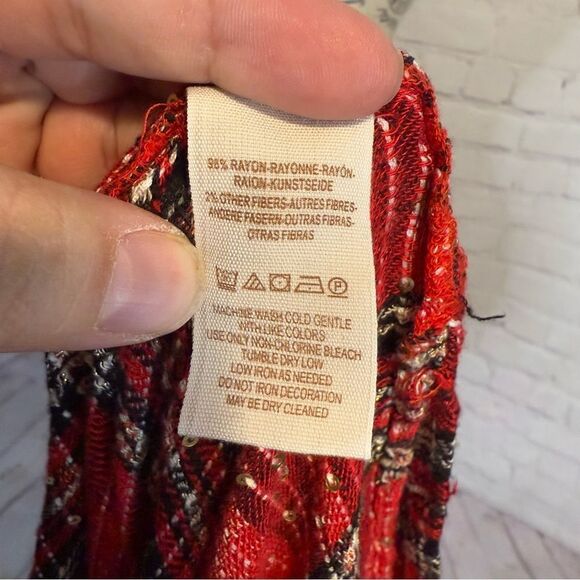 98% RAYON-RAYONNE-RAYÓN-
RAION-KUNSTSEIDE
2% OTHER FIBERS-AUTRES FIBRES-
ANDERE FASERN-OUTRAS FIBRAS-
OTRAS FIBRAS
P
MACHINE WASH COLD GENTLE
WITH LIKE COLORS
USE ONLY NON-CHLORINE BLEACH
TUMBLE DRY LOW
LOW IRON AS NEEDED
DO NOT IRON DECORATION
MAY BE DRY CLEANED